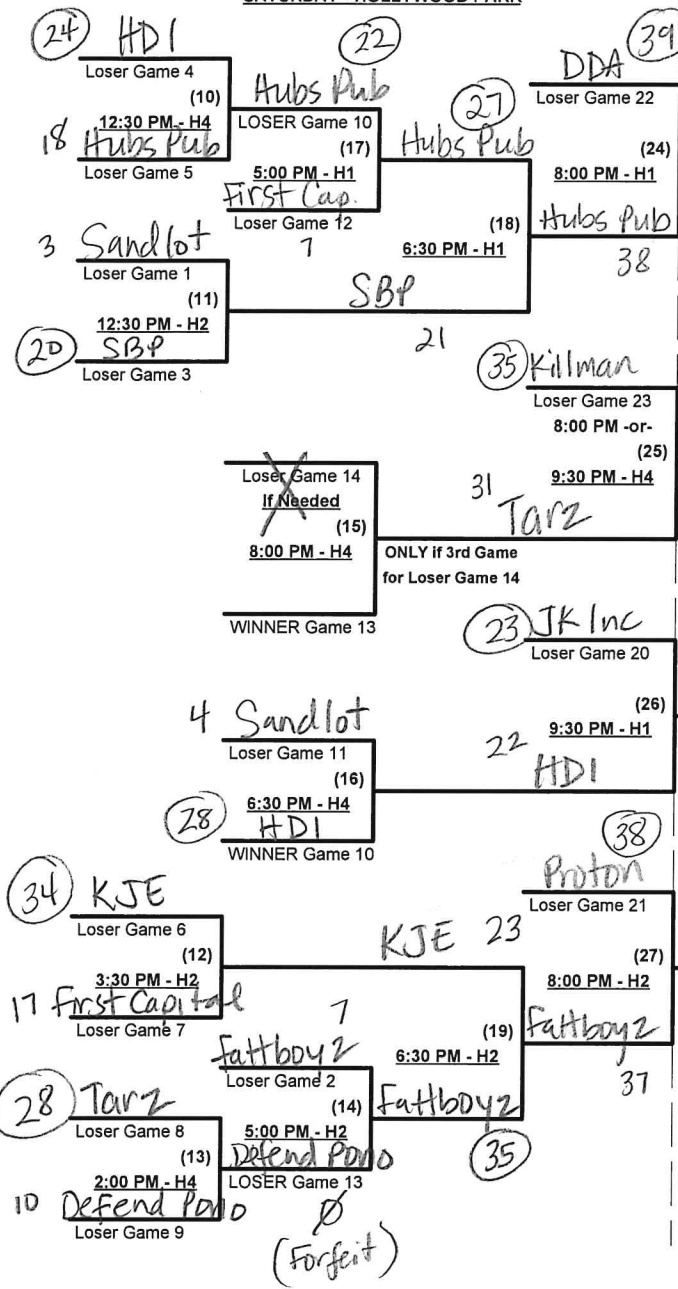 SATURDAY - HOLLYWOOD PARK
24 HDI
Loser Game 4
(10)
12:30 PM - H4
18 Hubs Pub
Loser Game 5
22
Hubs Pub
LOSER Game 10
(17)
5:00 PM - H1
First Cap.
Loser Game 12
7
3 Sandlot
Loser Game 1
(11)
12:30 PM - H2
20 SBP
Loser Game 3
27
Hubs Pub
(18)
6:30 PM - H1
SBP
21
39
DDA
Loser Game 22
(24)
8:00 PM - H1
Hubs Pub
38
35 Killman
Loser Game 23
8:00 PM -or-
(25)
9:30 PM - H4
31 Tarz
Loser Game 14
If Needed
(15)
8:00 PM - H4
WINNER Game 13
ONLY if 3rd Game
for Loser Game 14
23 JK Inc
Loser Game 20
(26)
9:30 PM - H1
22 HDI
4 Sandlot
Loser Game 11
(16)
6:30 PM - H4
28 HDI
WINNER Game 10
34 KJE
Loser Game 6
(12)
3:30 PM - H2
17 First Capital
Loser Game 7
KJE 23
(19)
6:30 PM - H2
Fattboyz
35
38
Proton
Loser Game 21
(27)
8:00 PM - H2
Fattboyz
37
7
Fattboyz
Loser Game 2
(14)
5:00 PM - H2
Defend Pono
LOSER Game 13
0
(Forfeit)
28 Tarz
Loser Game 8
(13)
2:00 PM - H4
10 Defend Pono
Loser Game 9